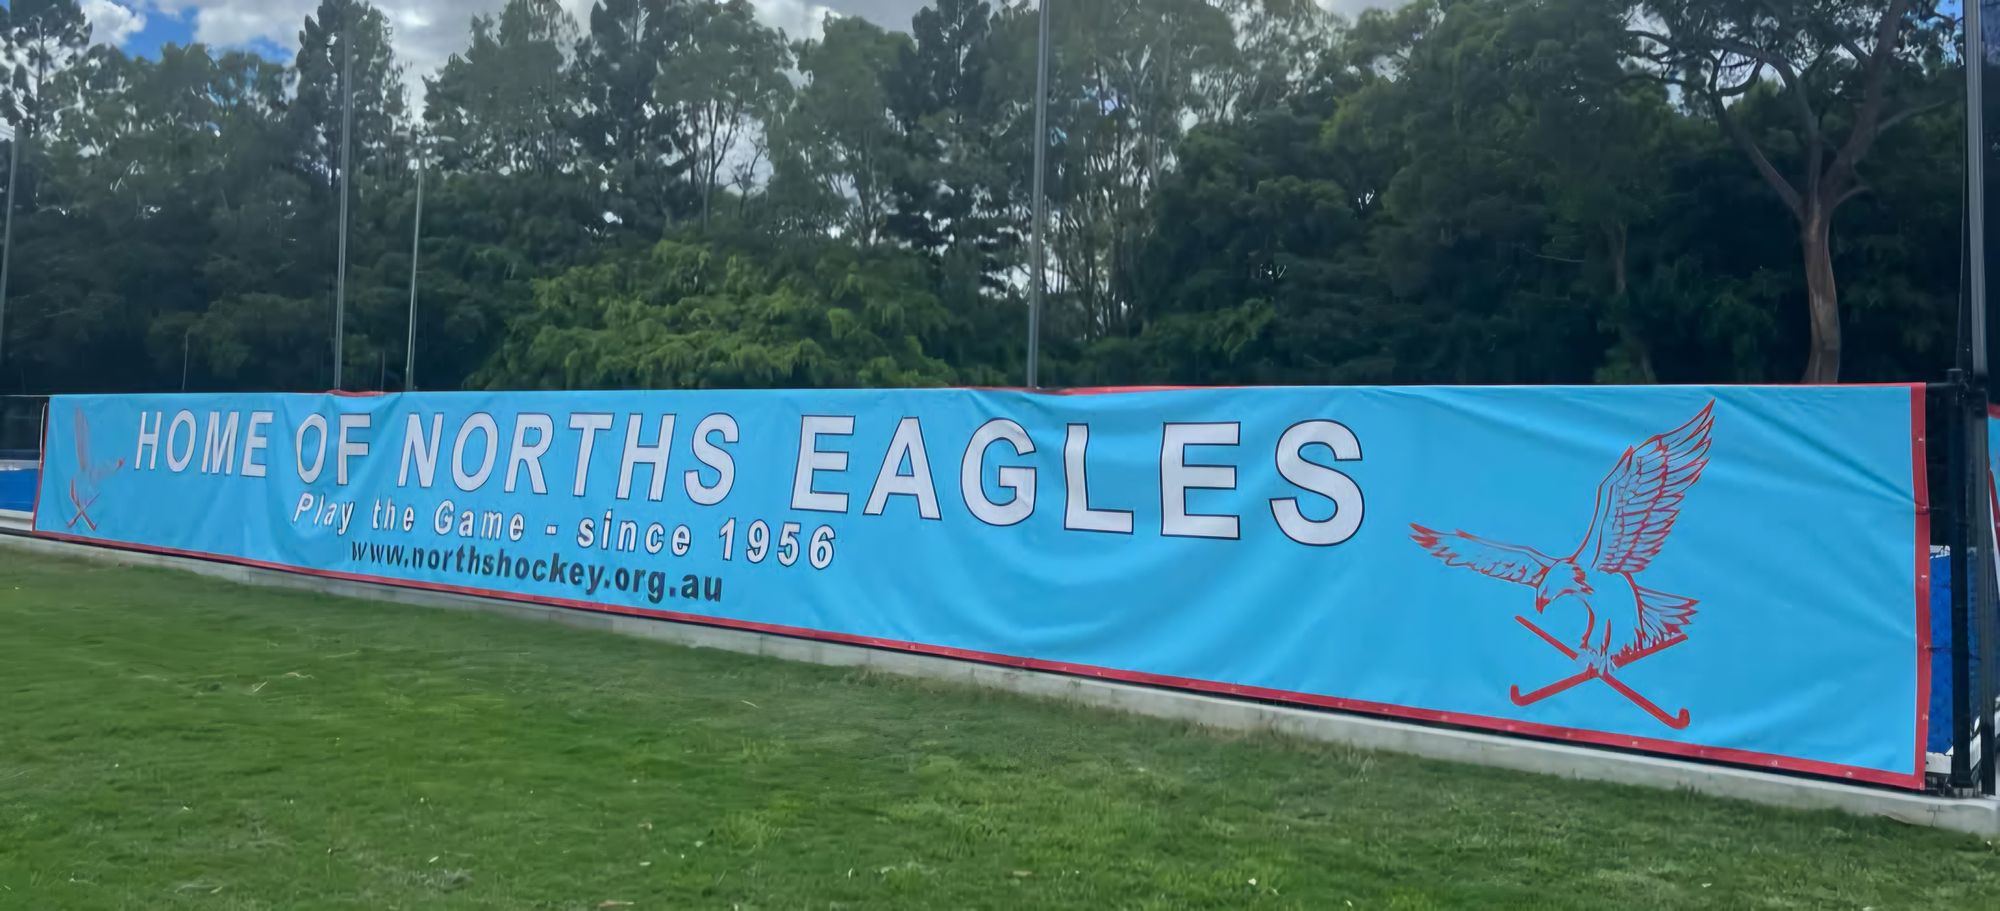 HOME OF NORTHS EAGLES
Play the Game - since 1956
www.northshockey.org.au